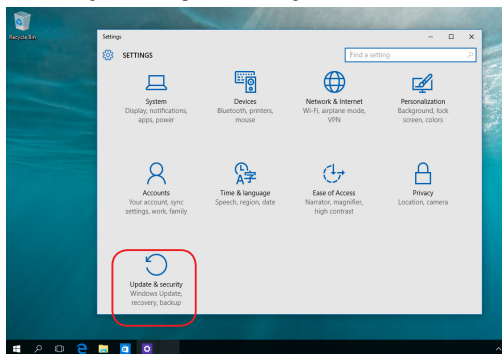 Recycle Bin
Settings
SETTINGS
Find a setting
System
Display, notifications,
apps, power
Devices
Bluetooth, printers,
mouse
Network & Internet
Wi-Fi, airplane mode,
VPN
Personalization
Background, lock
screen, colors
Accounts
Your account, sync
settings, work, family
Time & language
Speech, region, date
Ease of Access
Narrator, magnifier,
high contrast
Privacy
Location, camera
Update & security
Windows Update,
recovery, backup